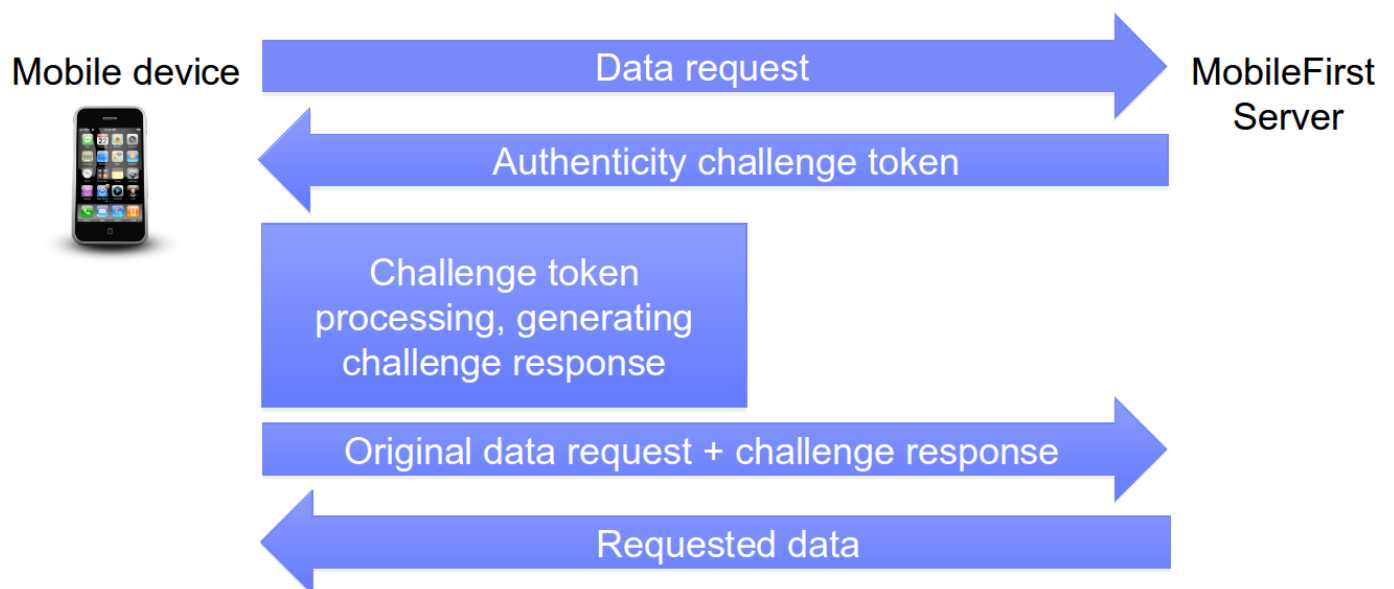 Data request
Mobile device
MobileFirst
Server
Authenticity challenge token
Challenge token
processing, generating
challenge response
Original data request + challenge response
Requested data